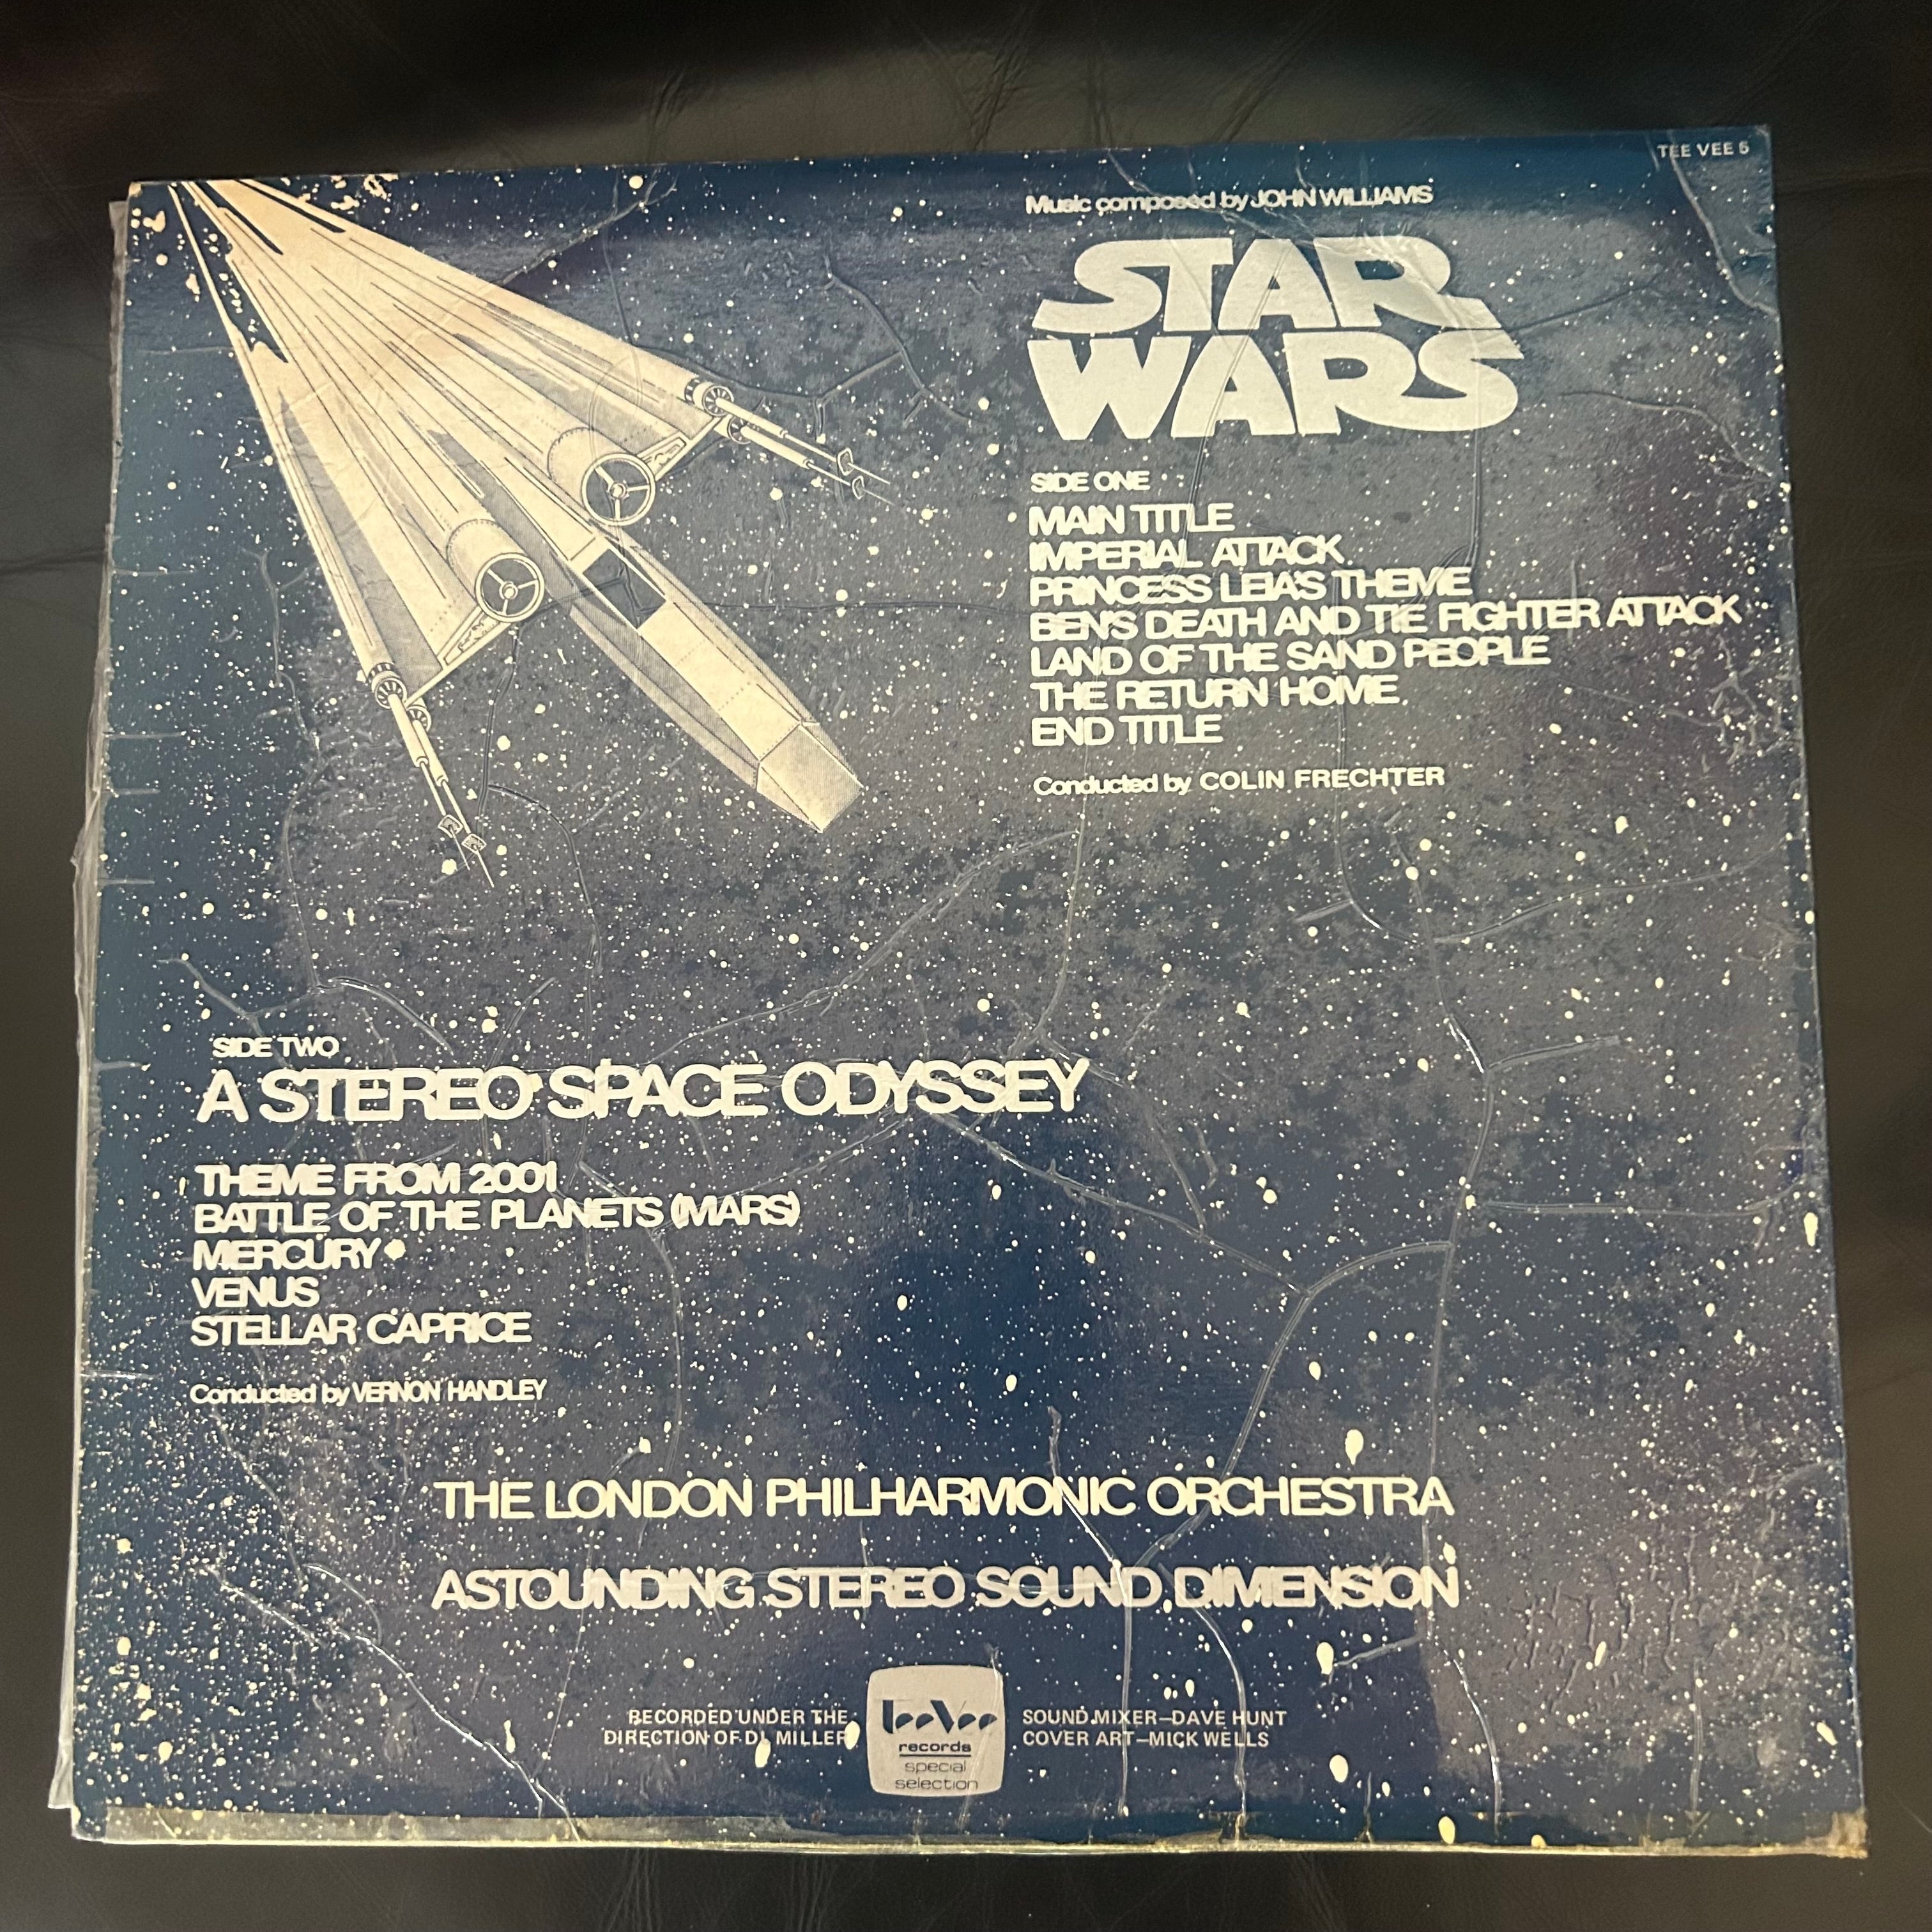 TEE VEE 5
Music composed by JOHN WILLIAMS
STAR
WARS
SIDE ONE
MAIN TITLE
IMPERIAL ATTACK
PRINCESS LEIA'S THEME
BEN'S DEATH AND TIE FIGHTER ATTACK
LAND OF THE SAND PEOPLE
THE RETURN HOME
END TITLE
Conducted by COLIN FRECHTER
SIDE TWO
A STEREO SPACE ODYSSEY
THEME FROM 2001
BATTLE OF THE PLANETS (MARS)
MERCURY
VENUS
STELLAR CAPRICE
Conducted by VERNON HANDLEY
THE LONDON PHILHARMONIC ORCHESTRA
ASTOUNDING STEREO SOUND DIMENSION
RECORDED UNDER THE
DIRECTION OF D.L MILLER
TeeVee
records
special
selection
SOUND MIXER—DAVE HUNT
COVER ART—MICK WELLS